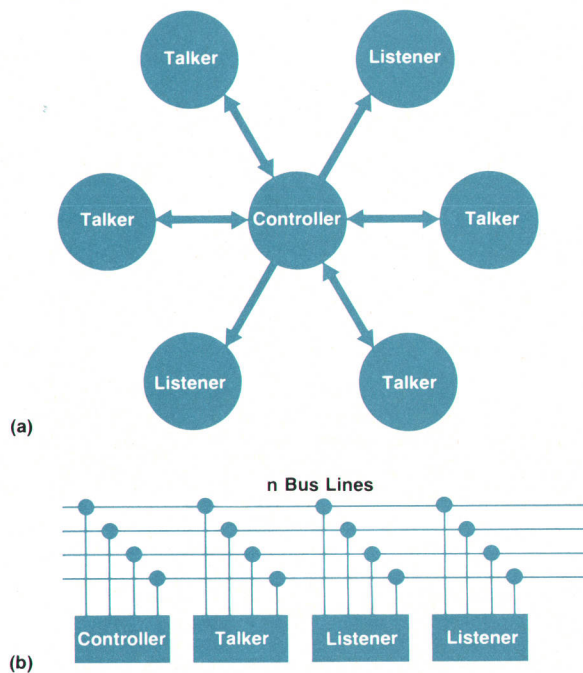 Talker
Listener
Talker
Controller
Talker
Listener
Talker
(a)
n Bus Lines
Controller
Talker
Listener
Listener
(b)